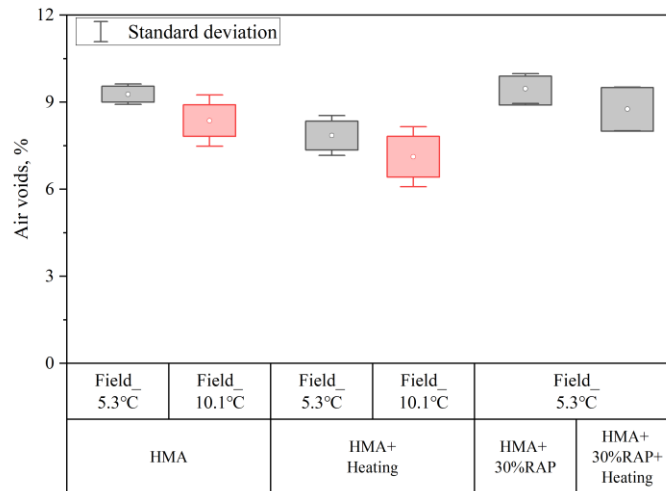 12
Standard deviation
9
6
3
0
Air voids, %
Field_
5.3°C
Field_
10.1°C
Field_
5.3°C
Field_
10.1°C
Field_
5.3°C
HMA
HMA+
Heating
HMA+
30%RAP
HMA+
30%RAP+
Heating